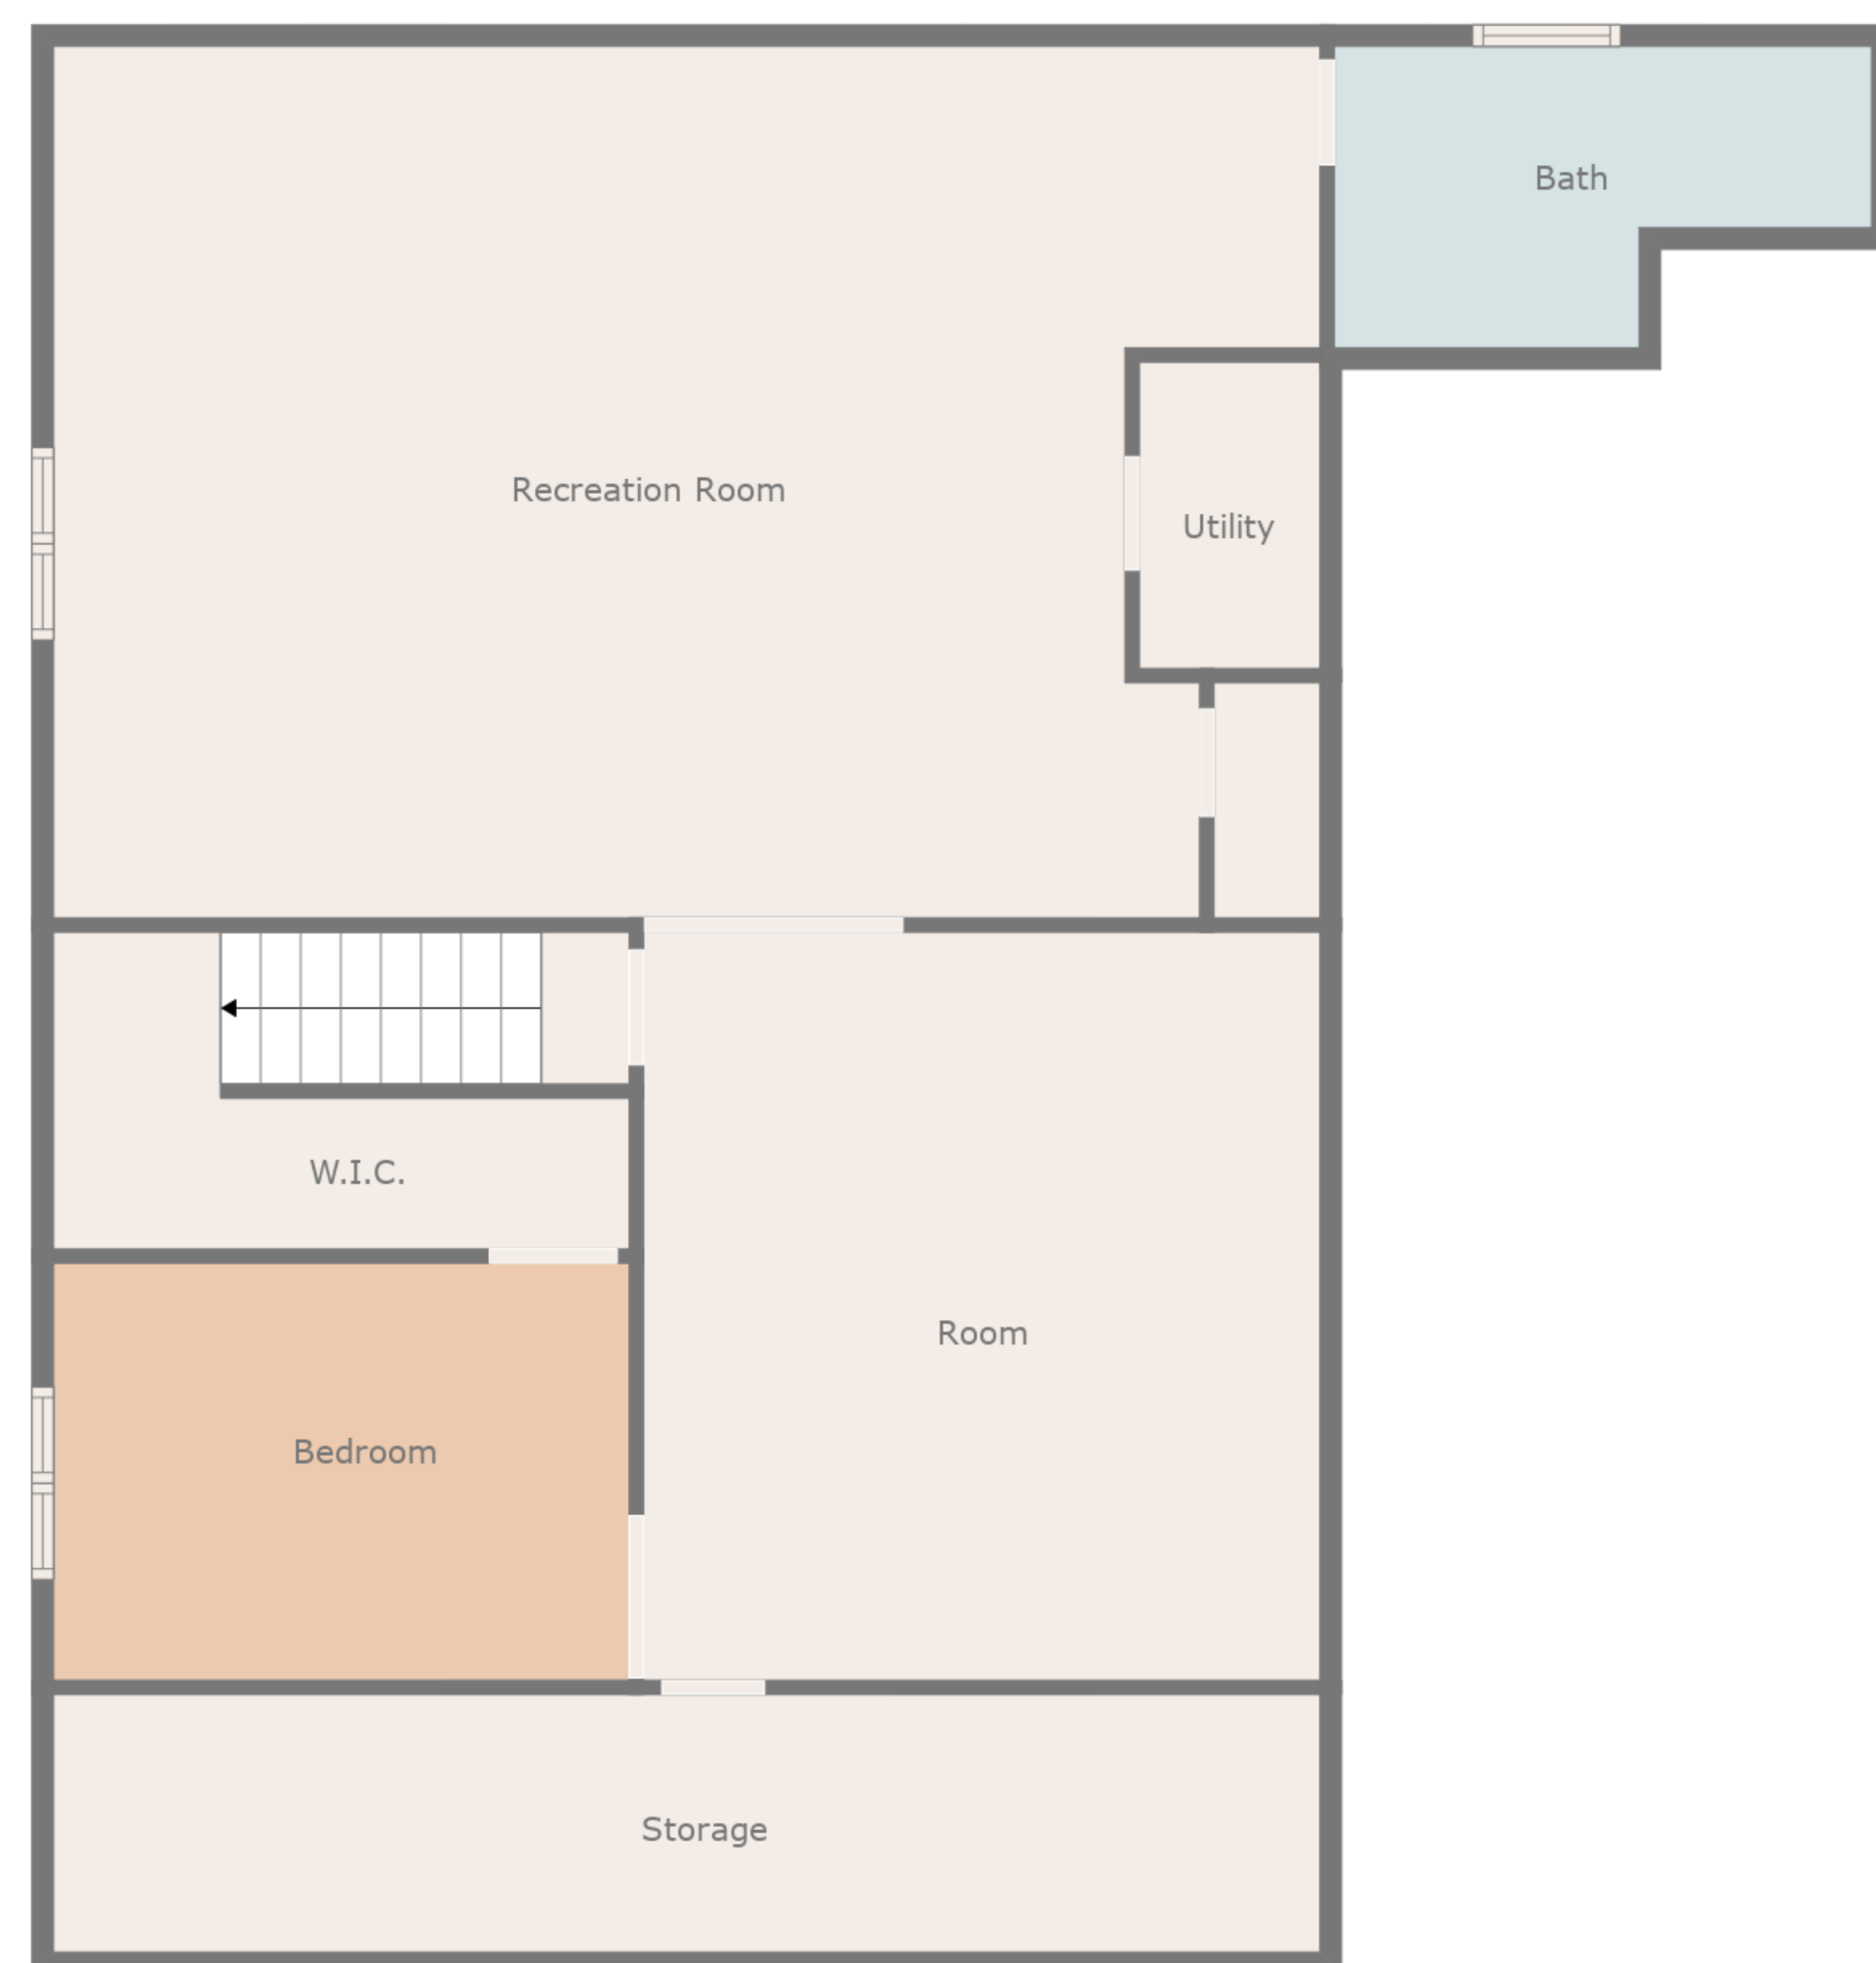 Bath
Recreation Room
Utility
W.I.C.
Room
Bedroom
Storage